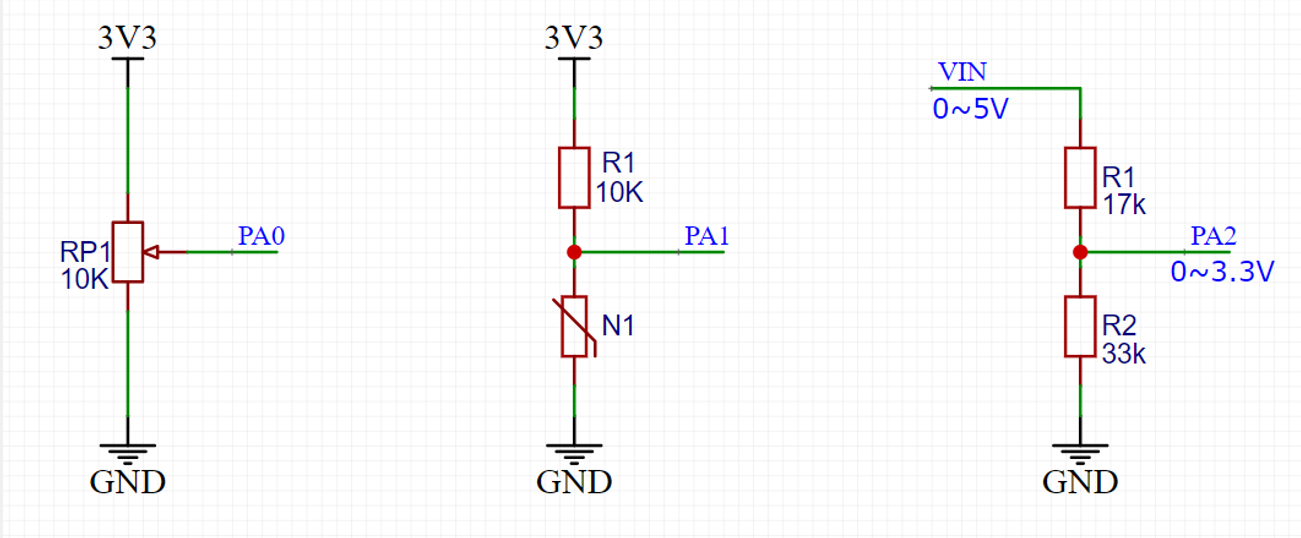 3V3
RP1
10K
PA0
GND
3V3
R1
10K
PA1
N1
GND
VIN
0~5V
R1
17k
PA2
0~3.3V
R2
33k
GND